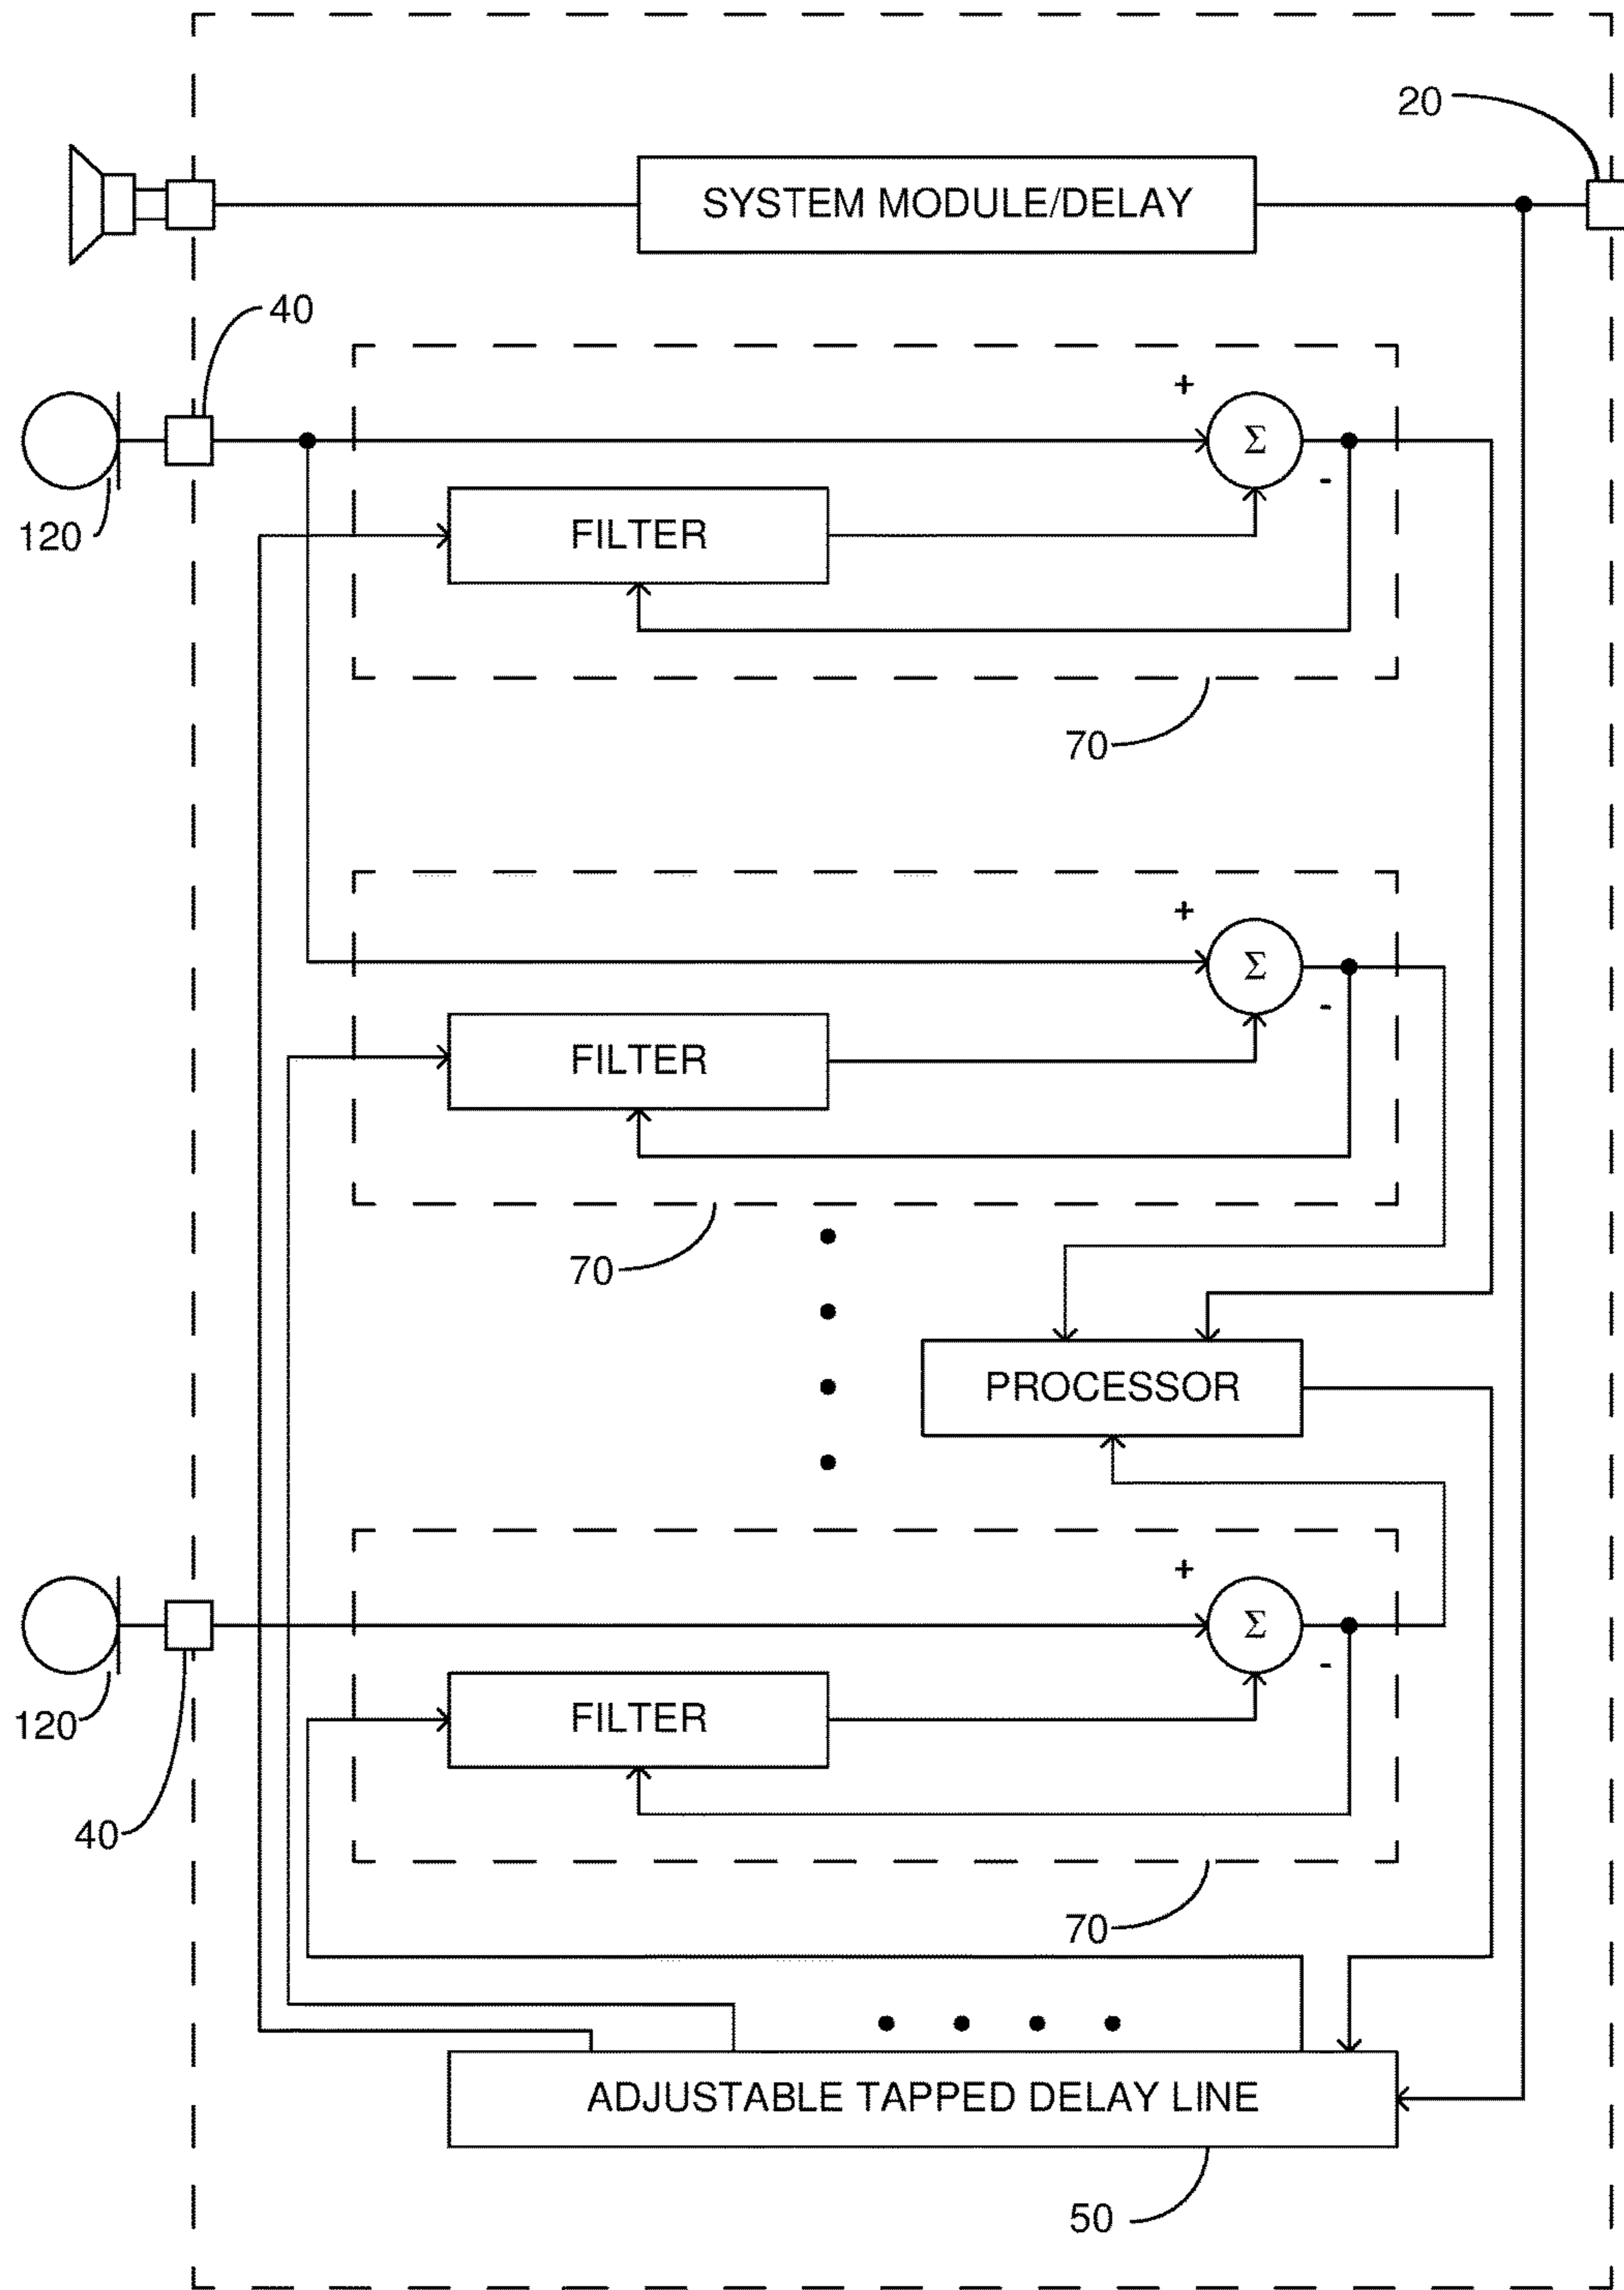 20
SYSTEM MODULE/DELAY
40
+
Σ
-
120
FILTER
70
+
Σ
-
FILTER
70
PROCESSOR
+
Σ
-
120
FILTER
40
70
ADJUSTABLE TAPPED DELAY LINE
50